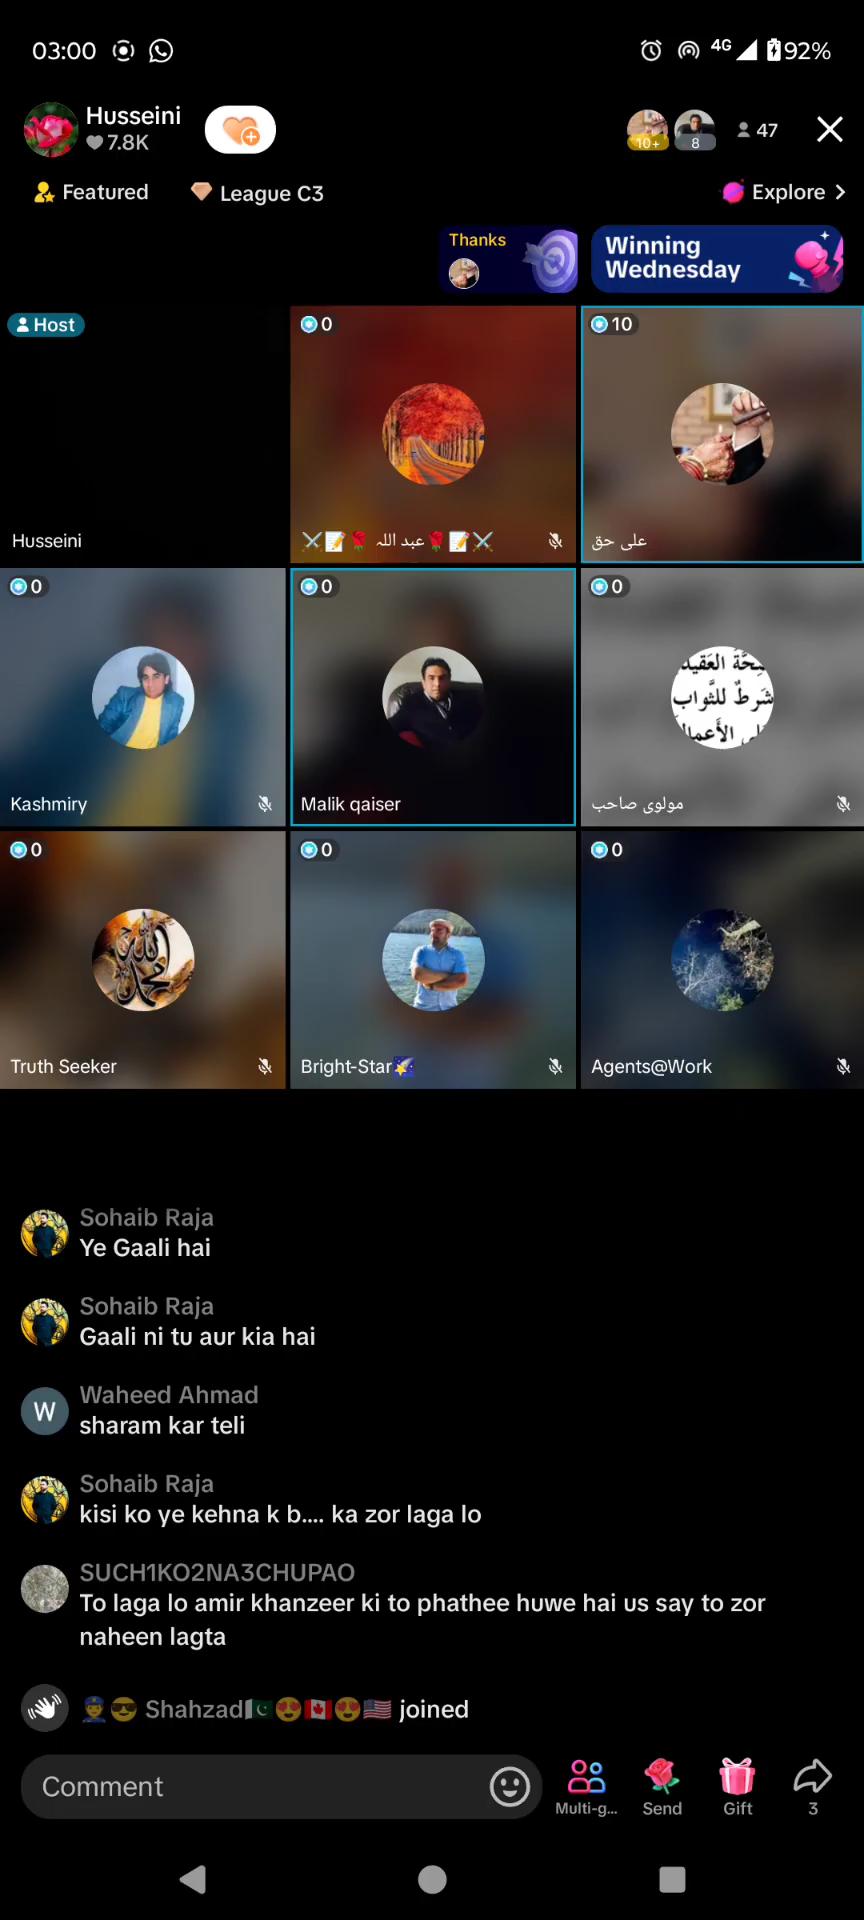 03:00
4G
92%
Husseini
7.8K
10+
8
47
Featured
League C3
Explore
Thanks
Winning
Wednesday
Host
Husseini
0
⚔️📝🌹 عبد الله🌹📝⚔️
10
علی حق
0
Kashmiry
0
Malik qaiser
0
شَرطٌ للثَّواب
مولوی صاحب
0
Truth Seeker
0
Bright-Star🌠
0
Agents@Work
Sohaib Raja
Ye Gaali hai
Sohaib Raja
Gaali ni tu aur kia hai
W
Waheed Ahmad
sharam kar teli
Sohaib Raja
kisi ko ye kehna k b.... ka zor laga lo
SUCH1KO2NA3CHUPAO
To laga lo amir khanzeer ki to phathee huwe hai us say to zor
naheen lagta
👮😎 Shahzad🇵🇰😍🇨🇦😍🇺🇸 joined
Comment
Multi-g...
Send
Gift
3